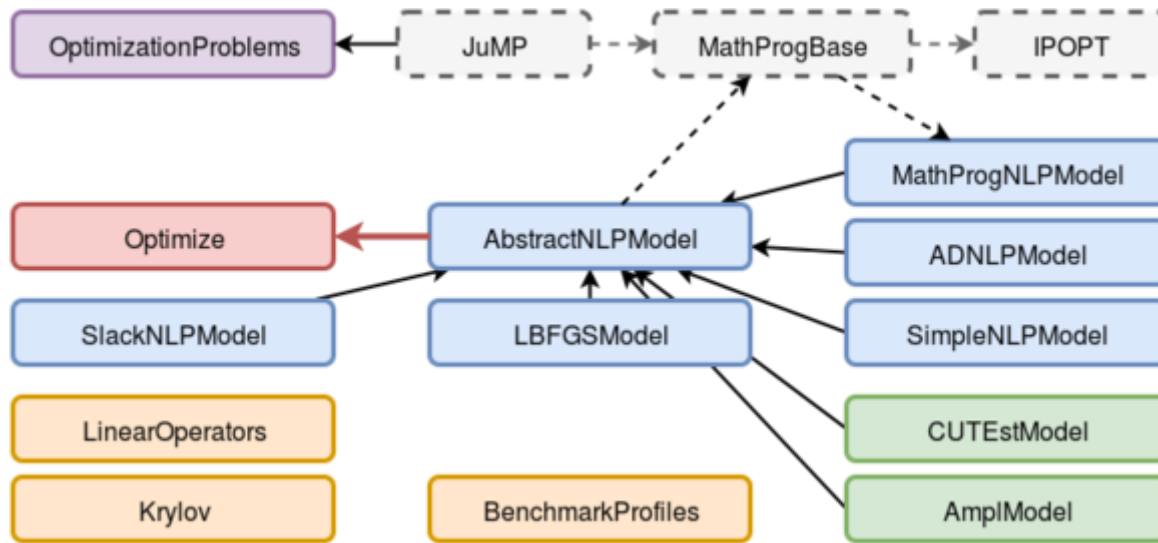 OptimizationProblems
JuMP
MathProgBase
IPOPT
MathProgNLPModel
Optimize
AbstractNLPModel
ADNLPModel
SlackNLPModel
LBFGSModel
SimpleNLPModel
LinearOperators
CUTEstModel
Krylov
BenchmarkProfiles
AmplModel